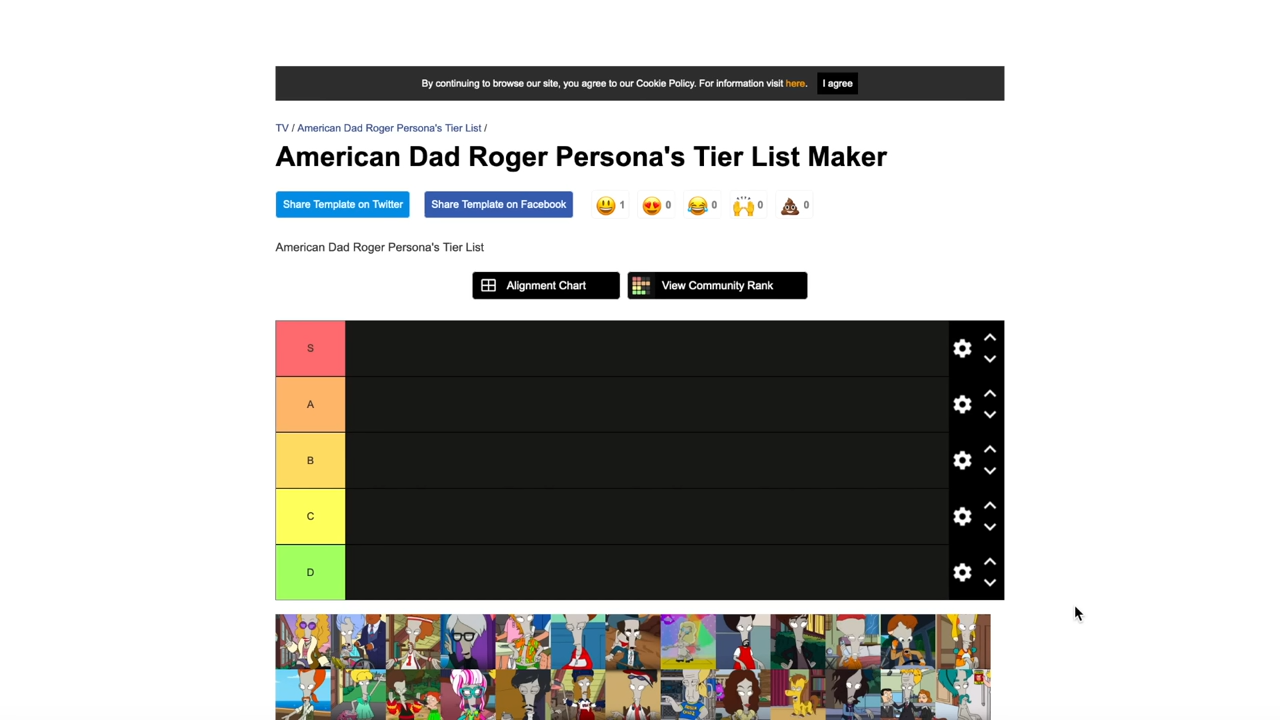 By continuing to browse our site, you agree to our Cookie Policy. For information visit here. I agree
TV / American Dad Roger Persona's Tier List /
American Dad Roger Persona's Tier List Maker
Share Template on Twitter Share Template on Facebook 1 0 0 0 0
American Dad Roger Persona's Tier List
Alignment Chart View Community Rank
S
A
B
C
D